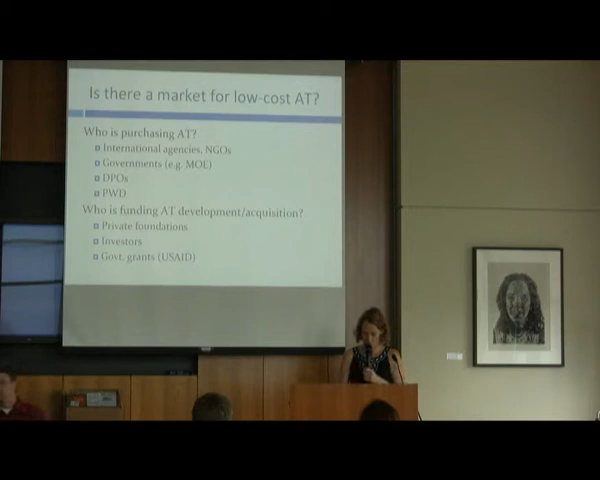 Is there a market for low-cost AT?
Who is purchasing AT?
International agencies, NGOs
Governments (e.g. MOE)
DPOs
PWD
Who is funding AT development/acquisition?
Private foundations
Investors
Govt. grants (USAID)